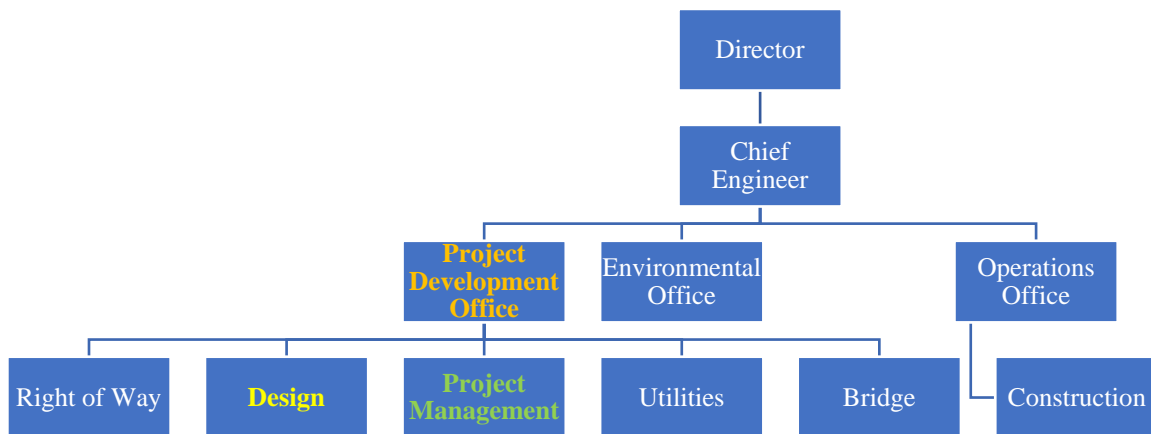 Director
Chief
Engineer
Project
Development
Office
Environmental
Office
Operations
Office
Right of Way
Design
Project
Management
Utilities
Bridge
Construction